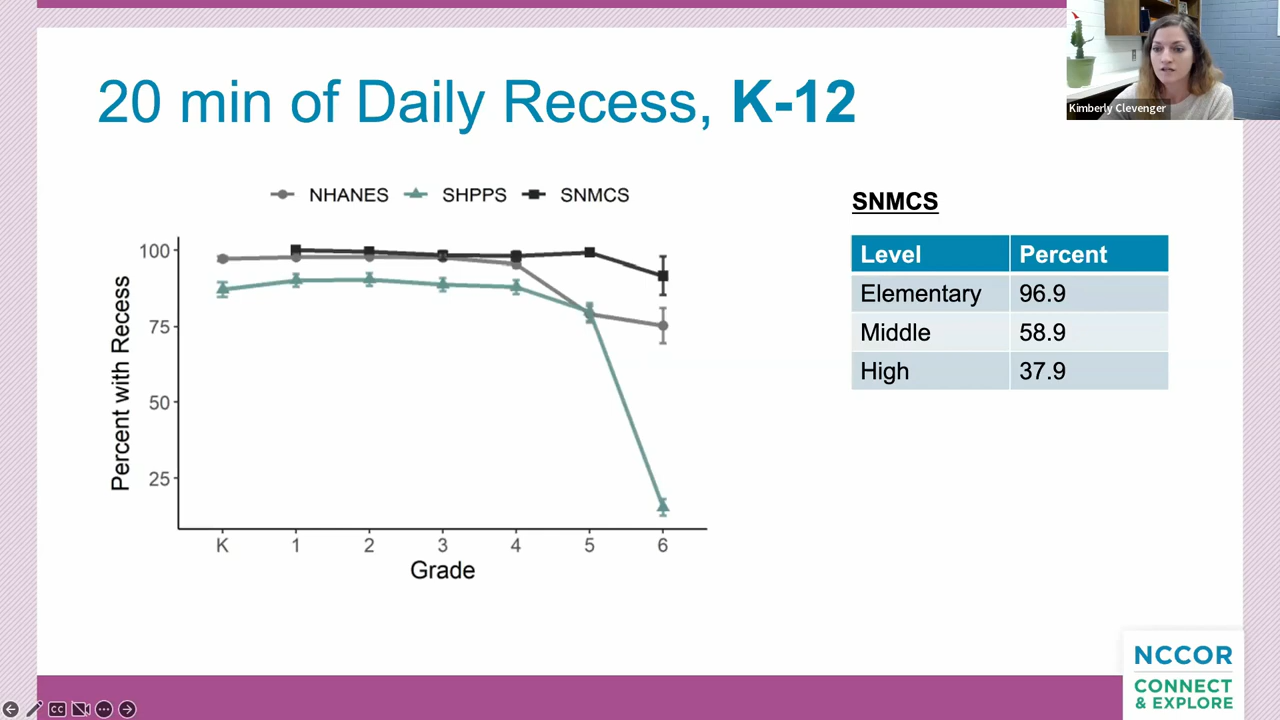 20 min of Daily Recess, K-12
Kimberly Clevenger
NHANES SHPPS SNMCS
Percent with Recess
100
75
50
25
K 1 2 3 4 5 6
Grade
SNMCS
Level Percent
Elementary 96.9
Middle 58.9
High 37.9
NCCOR
CONNECT
& EXPLORE
CC